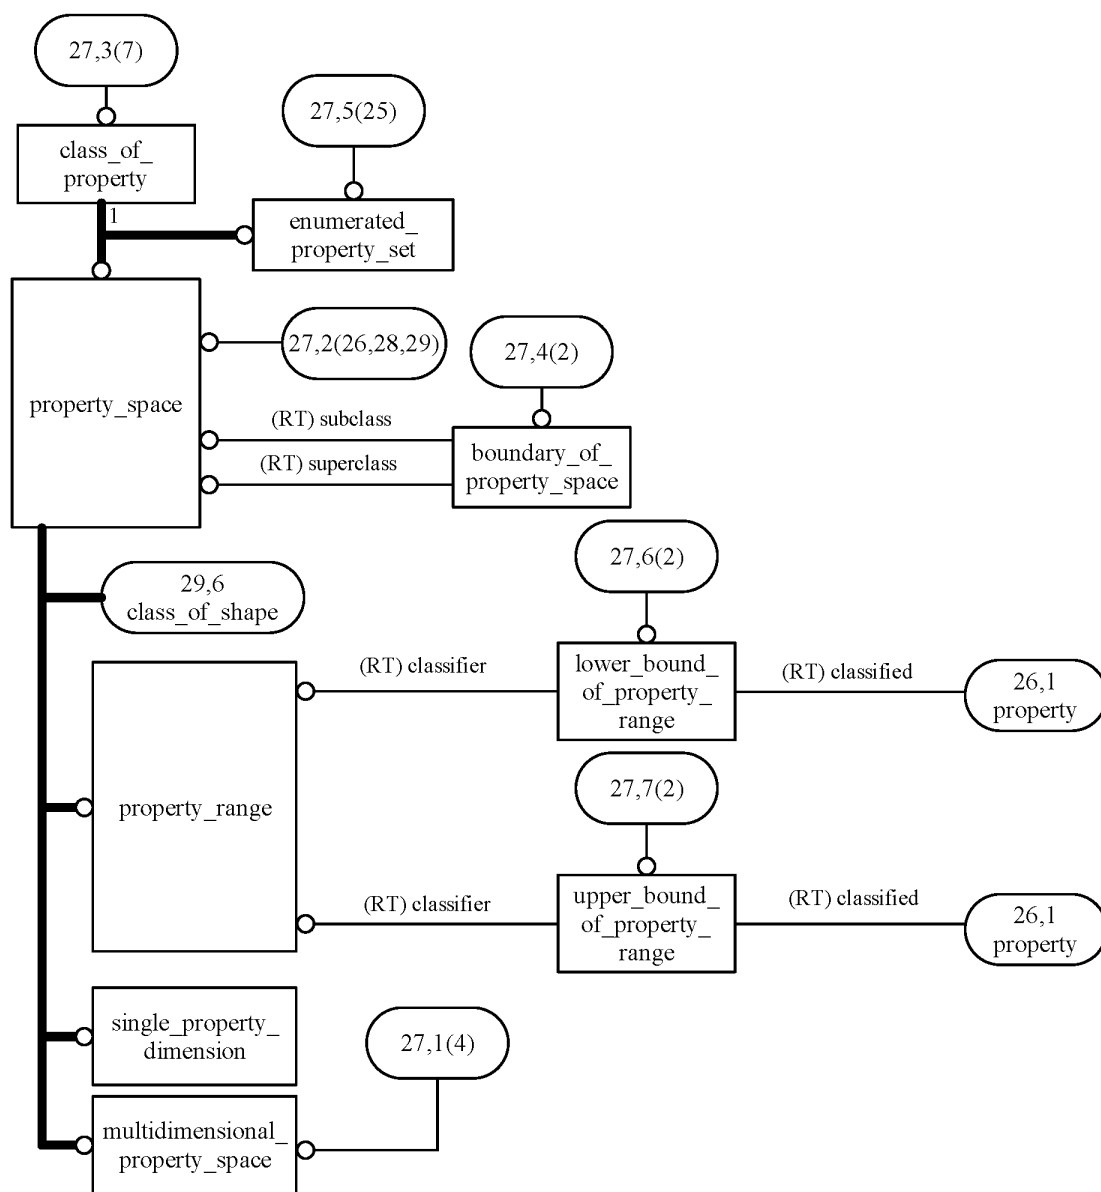 27,3(7)
27,5(25)
class_of_
property
1
enumerated_
property_set
27,2(26,28,29)
27,4(2)
property_space
(RT) subclass
(RT) superclass
boundary_of_
property_space
27,6(2)
29,6
class_of_shape
(RT) classifier
lower_bound_
of_property_
range
(RT) classified
26,1
property
27,7(2)
property_range
(RT) classifier
upper_bound_
of_property_
range
(RT) classified
26,1
property
single_property_
dimension
27,1(4)
multidimensional_
property_space